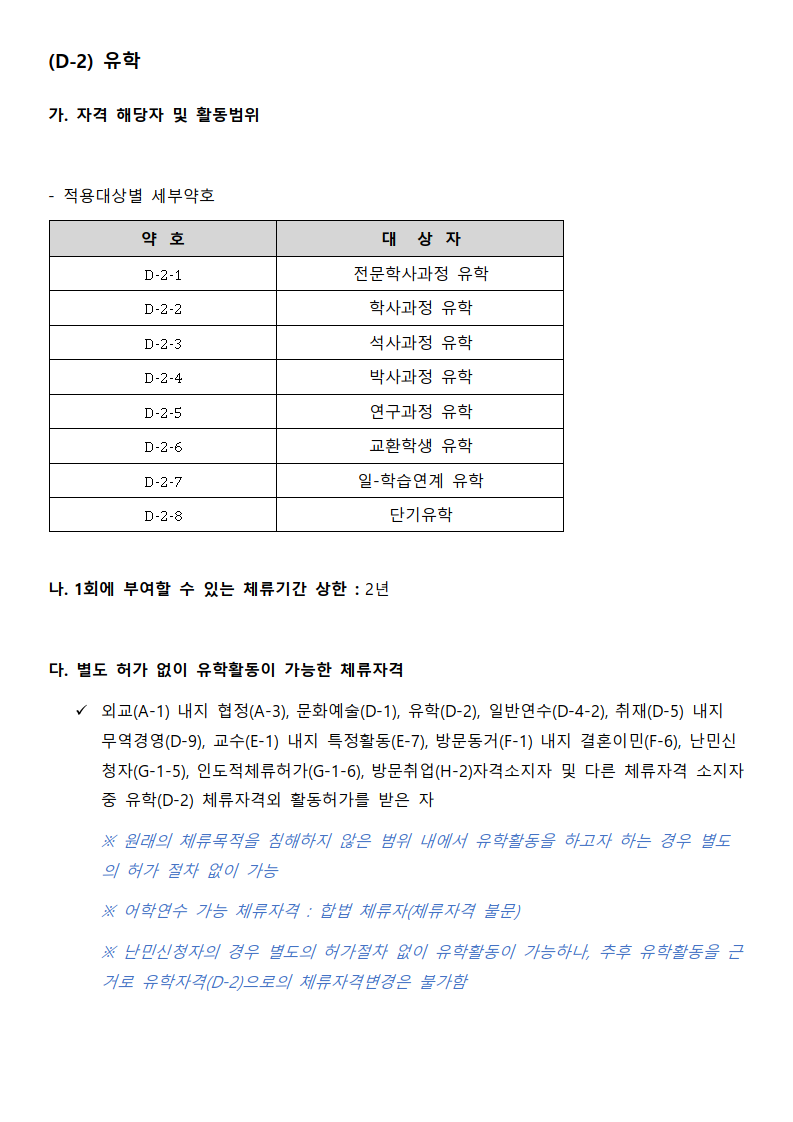 (D-2) 유학
가. 자격 해당자 및 활동범위
- 적용대상별 세부약호
약 호 대 상 자
D-2-1 전문학사과정 유학
D-2-2 학사과정 유학
D-2-3 석사과정 유학
D-2-4 박사과정 유학
D-2-5 연구과정 유학
D-2-6 교환학생 유학
D-2-7 일-학습연계 유학
D-2-8 단기유학
나. 1회에 부여할 수 있는 체류기간 상한 : 2년
다. 별도 허가 없이 유학활동이 가능한 체류자격
✓ 외교(A-1) 내지 협정(A-3), 문화예술(D-1), 유학(D-2), 일반연수(D-4-2), 취재(D-5) 내지
무역경영(D-9), 교수(E-1) 내지 특정활동(E-7), 방문동거(F-1) 내지 결혼이민(F-6), 난민신
청자(G-1-5), 인도적체류허가(G-1-6), 방문취업(H-2)자격소지자 및 다른 체류자격 소지자
중 유학(D-2) 체류자격외 활동허가를 받은 자
※ 원래의 체류목적을 침해하지 않은 범위 내에서 유학활동을 하고자 하는 경우 별도
의 허가 절차 없이 가능
※ 어학연수 가능 체류자격 : 합법 체류자(체류자격 불문)
※ 난민신청자의 경우 별도의 허가절차 없이 유학활동이 가능하나, 추후 유학활동을 근
거로 유학자격(D-2)으로의 체류자격변경은 불가함